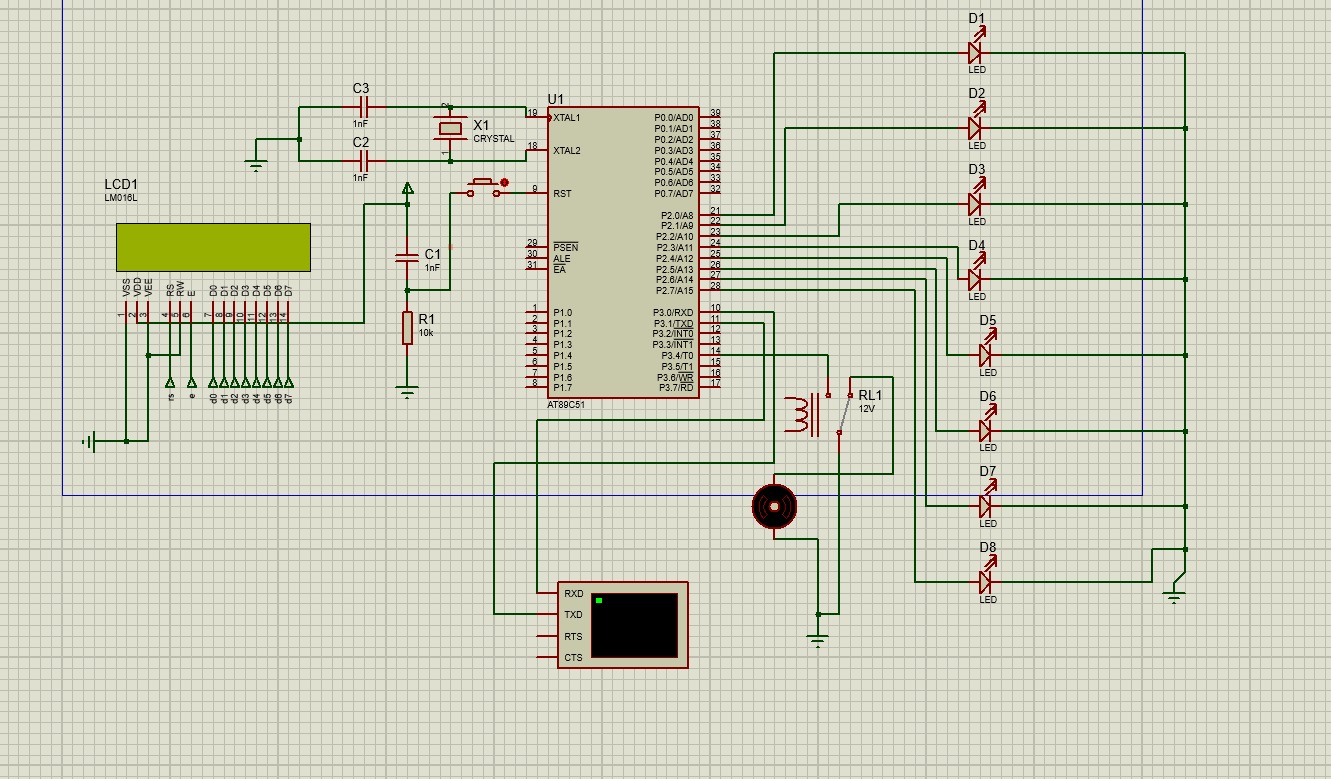 LCD1
LM016L
VSS
VDD
VEE
RS
RW
E
D0
D1
D2
D3
D4
D5
D6
D7
1
2
3
4
5
6
7
8
9
10
11
12
13
14
rs
e
d0
d1
d2
d3
d4
d5
d6
d7
C3
1nF
C2
1nF
2
X1
CRYSTAL
1
C1
1nF
R1
10k
U1
19 XTAL1
18 XTAL2
9 RST
29 PSEN
30 ALE
31 EA
1 P1.0
2 P1.1
3 P1.2
4 P1.3
5 P1.4
6 P1.5
7 P1.6
8 P1.7
P0.0/AD0 39
P0.1/AD1 38
P0.2/AD2 37
P0.3/AD3 36
P0.4/AD4 35
P0.5/AD5 34
P0.6/AD6 33
P0.7/AD7 32
P2.0/A8 21
P2.1/A9 22
P2.2/A10 23
P2.3/A11 24
P2.4/A12 25
P2.5/A13 26
P2.6/A14 27
P2.7/A15 28
P3.0/RXD 10
P3.1/TXD 11
P3.2/INT0 12
P3.3/INT1 13
P3.4/T0 14
P3.5/T1 15
P3.6/WR 16
P3.7/RD 17
AT89C51
RL1
12V
RXD
TXD
RTS
CTS
D1
LED
D2
LED
D3
LED
D4
LED
D5
LED
D6
LED
D7
LED
D8
LED